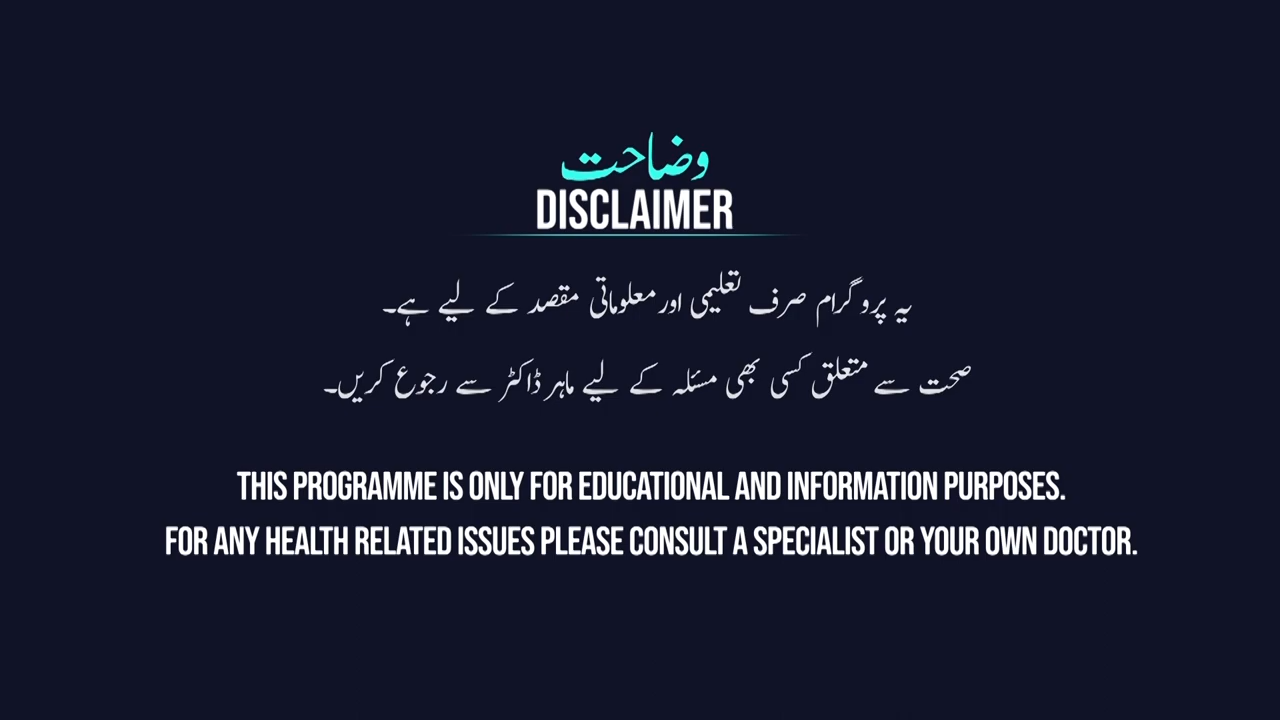 وضاحت
DISCLAIMER
یہ پروگرام صرف تعلیمی اور معلوماتی مقصد کے لیے ہے۔
صحت سے متعلق کسی بھی مسئلہ کے لیے ماہر ڈاکٹر سے رجوع کریں۔
THIS PROGRAMME IS ONLY FOR EDUCATIONAL AND INFORMATION PURPOSES.
FOR ANY HEALTH RELATED ISSUES PLEASE CONSULT A SPECIALIST OR YOUR OWN DOCTOR.